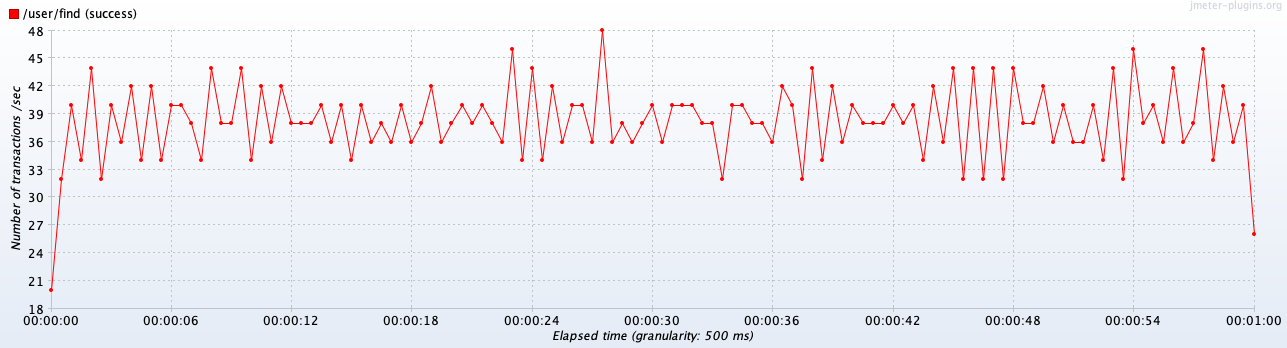 jmeter-plugins.org
/user/find (success)
Number of transactions /sec
48
45
42
39
36
33
30
27
24
21
18
00:00:00 00:00:06 00:00:12 00:00:18 00:00:24 00:00:30 00:00:36 00:00:42 00:00:48 00:00:54 00:01:00
Elapsed time (granularity: 500 ms)